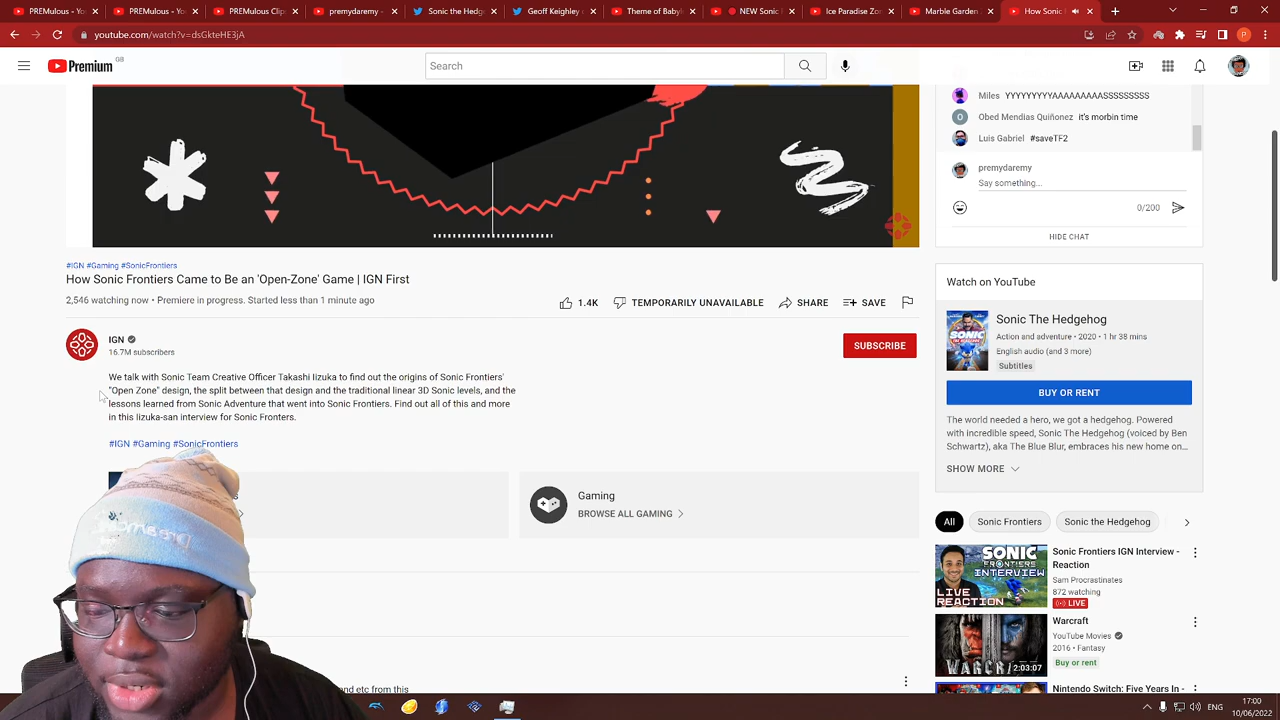 PREMulous - You
PREMulous - You
PREMulous Clip
premydaremy -
Sonic the Hedg
Geoff Keighley
Theme of Baby
NEW Sonic
Ice Paradise Zo
Marble Garden
How Sonic
youtube.com/watch?v=dsGkteHE3jA
Premium GB
Search
Miles YYYYYYYYYAAAAAAAAASSSSSSSSS
Obed Mendias Quiñonez it's morbin time
Luis Gabriel #saveTF2
premydaremy
Say something...
0/200
HIDE CHAT
#IGN #Gaming #SonicFrontiers
How Sonic Frontiers Came to Be an 'Open-Zone' Game | IGN First
2,546 watching now • Premiere in progress. Started less than 1 minute ago
1.4K TEMPORARILY UNAVAILABLE SHARE SAVE
IGN
16.7M subscribers
SUBSCRIBE
We talk with Sonic Team Creative Officer Takashi Iizuka to find out the origins of Sonic Frontiers'
"Open Zone" design, the split between that design and the traditional linear 3D Sonic levels, and the
lessons learned from Sonic Adventure that went into Sonic Frontiers. Find out all of this and more
in this Iizuka-san interview for Sonic Fronters.
#IGN #Gaming #SonicFrontiers
Gaming
BROWSE ALL GAMING
and etc from this
Watch on YouTube
SONIC
Sonic The Hedgehog
Action and adventure • 2020 • 1 hr 38 mins
English audio (and 3 more)
Subtitles
BUY OR RENT
The world needed a hero, we got a hedgehog. Powered
with incredible speed, Sonic The Hedgehog (voiced by Ben
Schwartz), aka The Blue Blur, embraces his new home on...
SHOW MORE
All
Sonic Frontiers
Sonic the Hedgehog
SONIC
FRONTIERS
INTERVIEW
LIVE
REACTION
Sonic Frontiers IGN Interview -
Reaction
Sam Procrastinates
872 watching
LIVE
WARCRA
2:03:07
Warcraft
YouTube Movies
2016 • Fantasy
Buy or rent
Nintendo Switch: Five Years In -
ENG
17:00
10/06/2022